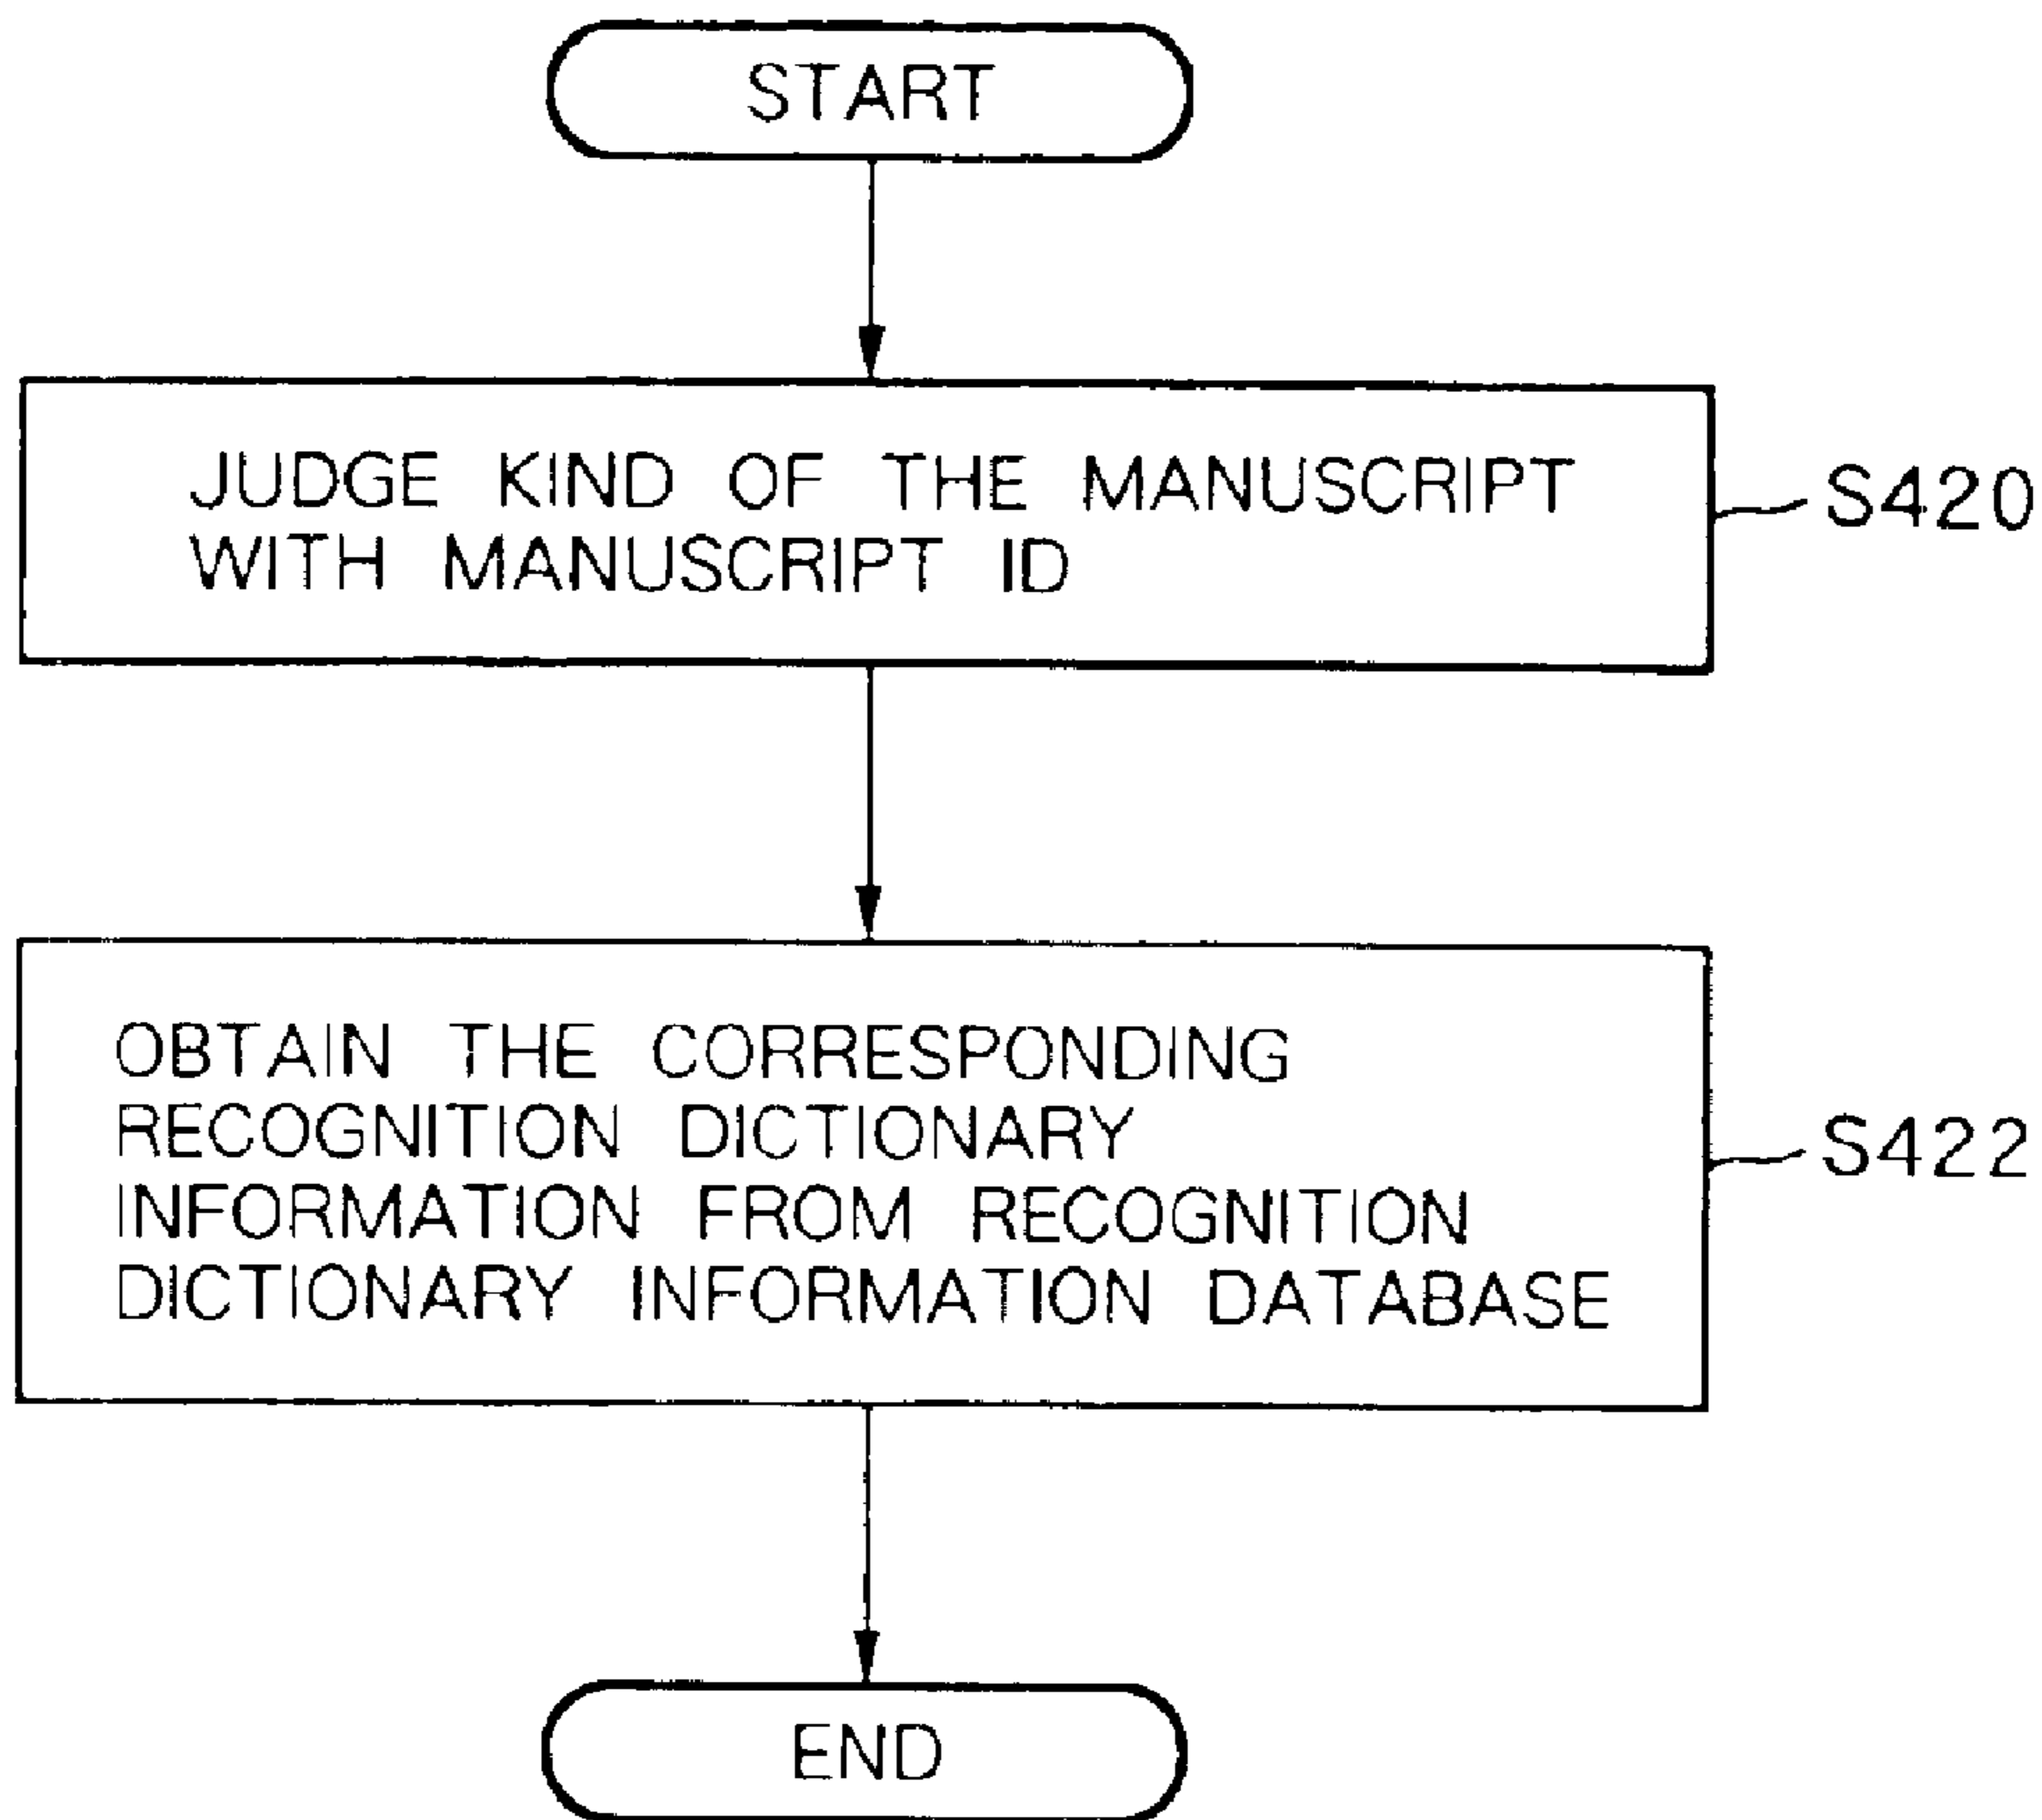 START
JUDGE KIND OF THE MANUSCRIPT
WITH MANUSCRIPT ID
S420
OBTAIN THE CORRESPONDING
RECOGNITION DICTIONARY
INFORMATION FROM RECOGNITION
DICTIONARY INFORMATION DATABASE
S422
END